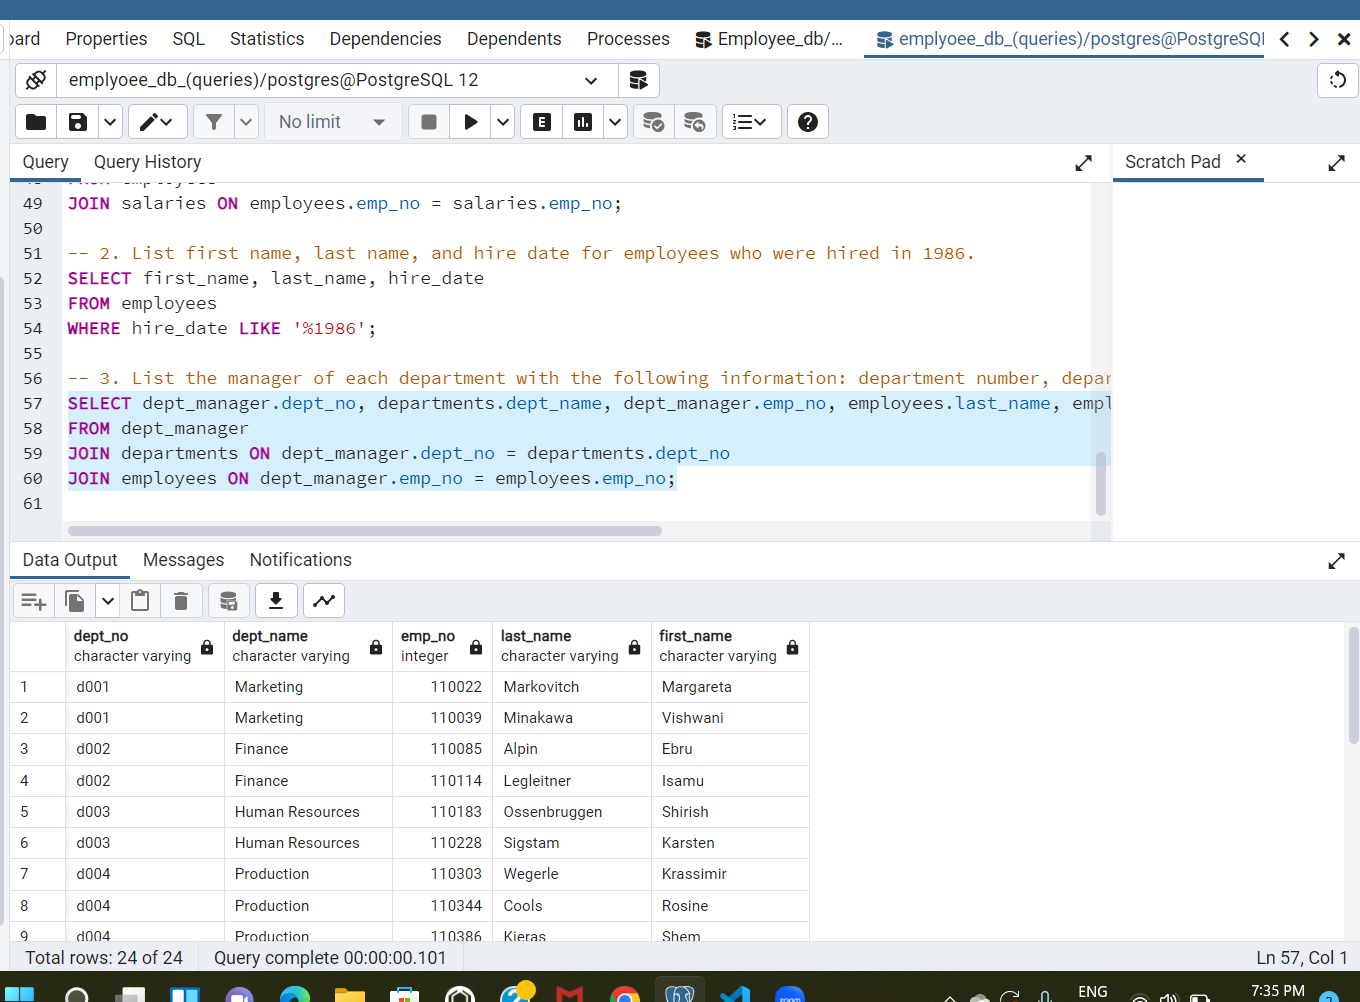 oard Properties SQL Statistics Dependencies Dependents Processes Employee_db/... emplyoee_db_(queries)/postgres@PostgreSQl
emplyoee_db_(queries)/postgres@PostgreSQL 12
No limit
E
Query Query History Scratch Pad
FROM employees
49 JOIN salaries ON employees.emp_no = salaries.emp_no;
50
51 -- 2. List first name, last name, and hire date for employees who were hired in 1986.
52 SELECT first_name, last_name, hire_date
53 FROM employees
54 WHERE hire_date LIKE '%1986';
55
56 -- 3. List the manager of each department with the following information: department number, depar
57 SELECT dept_manager.dept_no, departments.dept_name, dept_manager.emp_no, employees.last_name, empl
58 FROM dept_manager
59 JOIN departments ON dept_manager.dept_no = departments.dept_no
60 JOIN employees ON dept_manager.emp_no = employees.emp_no;
61
Data Output Messages Notifications
dept_no dept_name emp_no last_name first_name
character varying character varying integer character varying character varying
1 d001 Marketing 110022 Markovitch Margareta
2 d001 Marketing 110039 Minakawa Vishwani
3 d002 Finance 110085 Alpin Ebru
4 d002 Finance 110114 Legleitner Isamu
5 d003 Human Resources 110183 Ossenbruggen Shirish
6 d003 Human Resources 110228 Sigstam Karsten
7 d004 Production 110303 Wegerle Krassimir
8 d004 Production 110344 Cools Rosine
9 d004 Production 110386 Kieras Shem
Total rows: 24 of 24 Query complete 00:00:00.101 Ln 57, Col 1
zoom ENG 7:35 PM 2